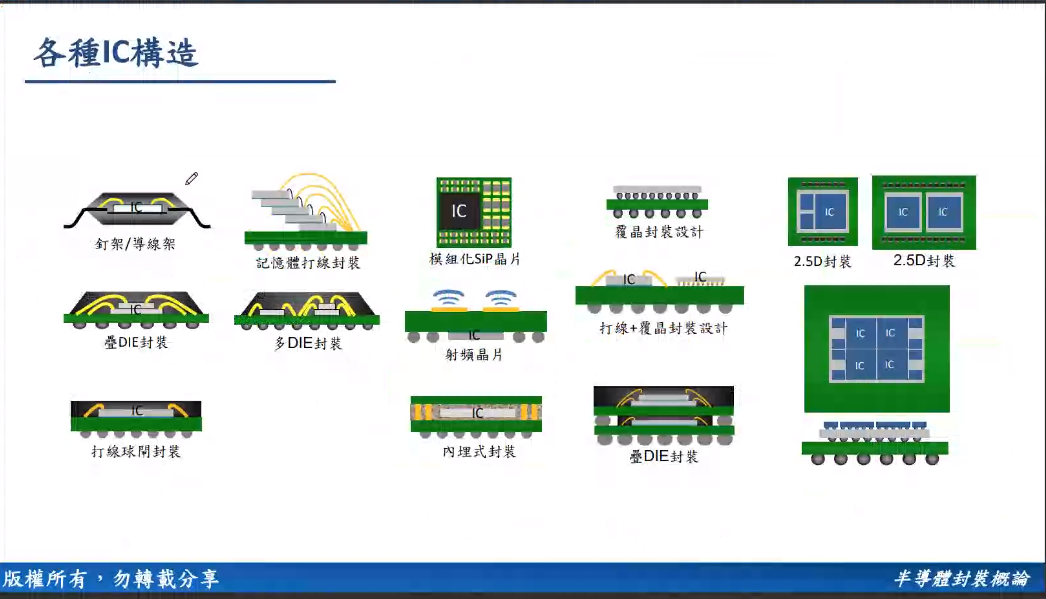 各種IC構造
IC
釘架/導線架
記憶體打線封裝
IC
模組化SiP晶片
覆晶封裝設計
IC
2.5D封裝
IC IC
2.5D封裝
IC
疊DIE封裝
多DIE封裝
IC
射頻晶片
IC IC
打線+覆晶封裝設計
IC IC
IC IC
IC
打線球閘封裝
IC
內埋式封裝
疊DIE封裝
版權所有，勿轉載分享
半導體封裝概論